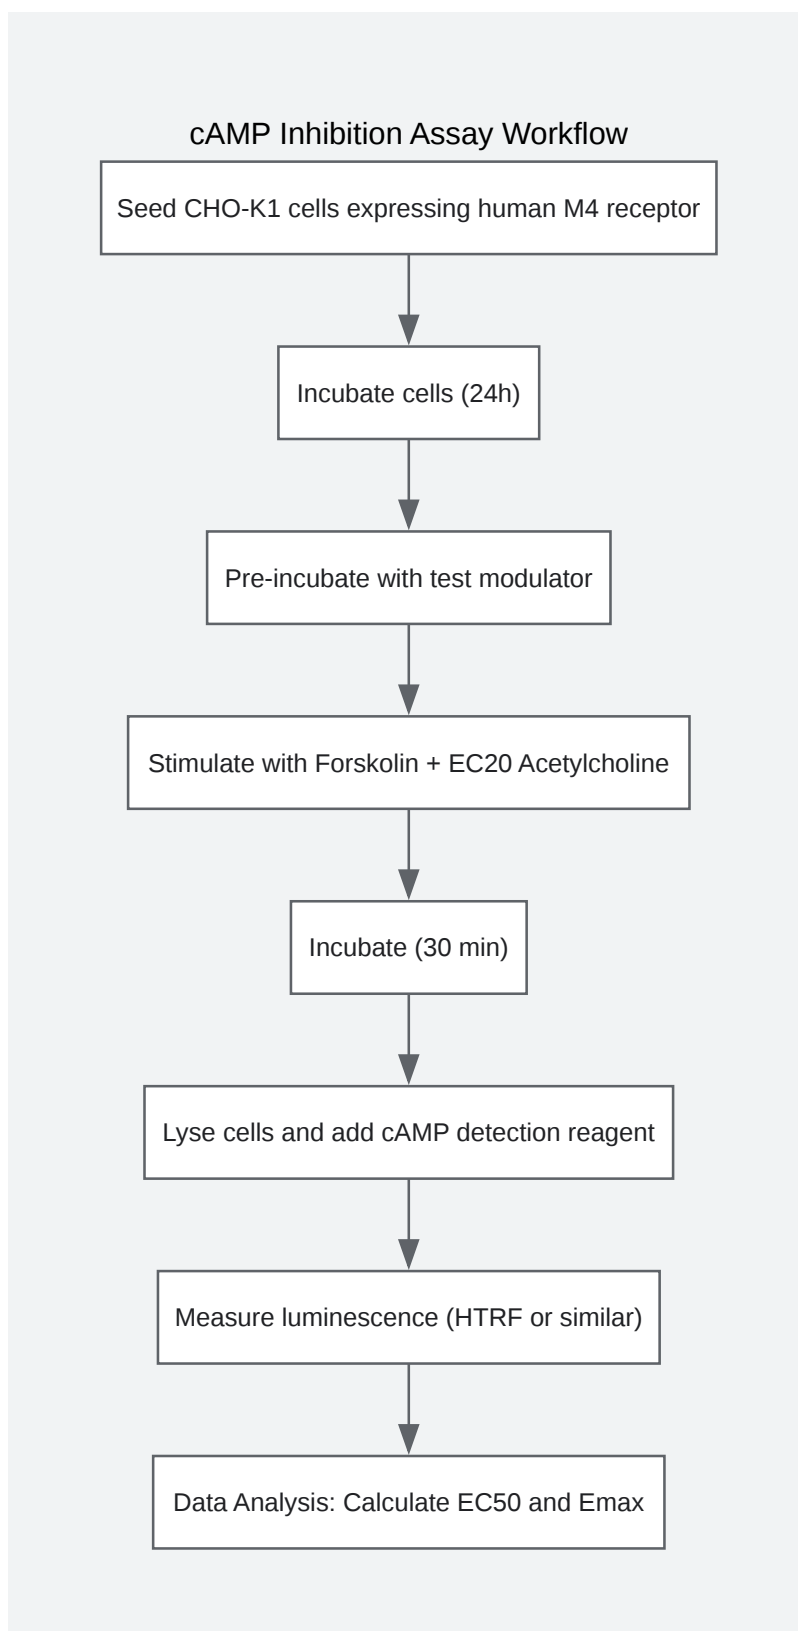 cAMP Inhibition Assay Workflow
Seed CHO-K1 cells expressing human M4 receptor
Incubate cells (24h)
Pre-incubate with test modulator
Stimulate with Forskolin + EC20 Acetylcholine
Incubate (30 min)
Lyse cells and add cAMP detection reagent
Measure luminescence (HTRF or similar)
Data Analysis: Calculate EC50 and Emax